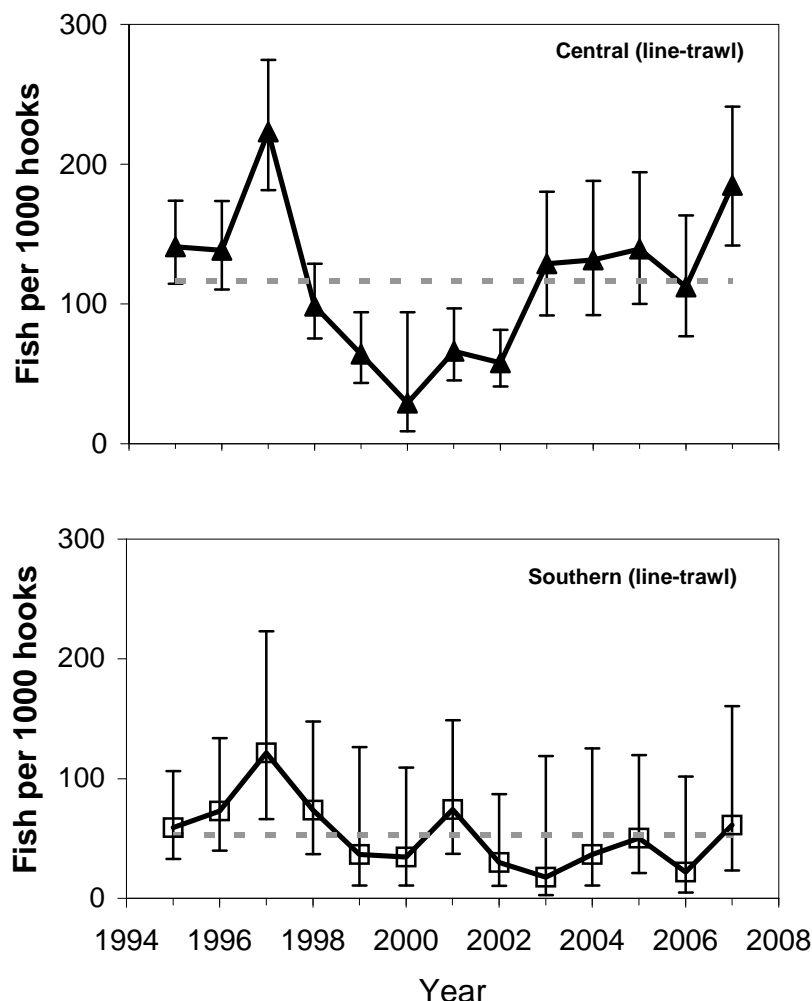 300
Central (line-trawl)
200
100
0
Fish per 1000 hooks
300
Southern (line-trawl)
200
100
0
Fish per 1000 hooks
1994 1996 1998 2000 2002 2004 2006 2008
Year